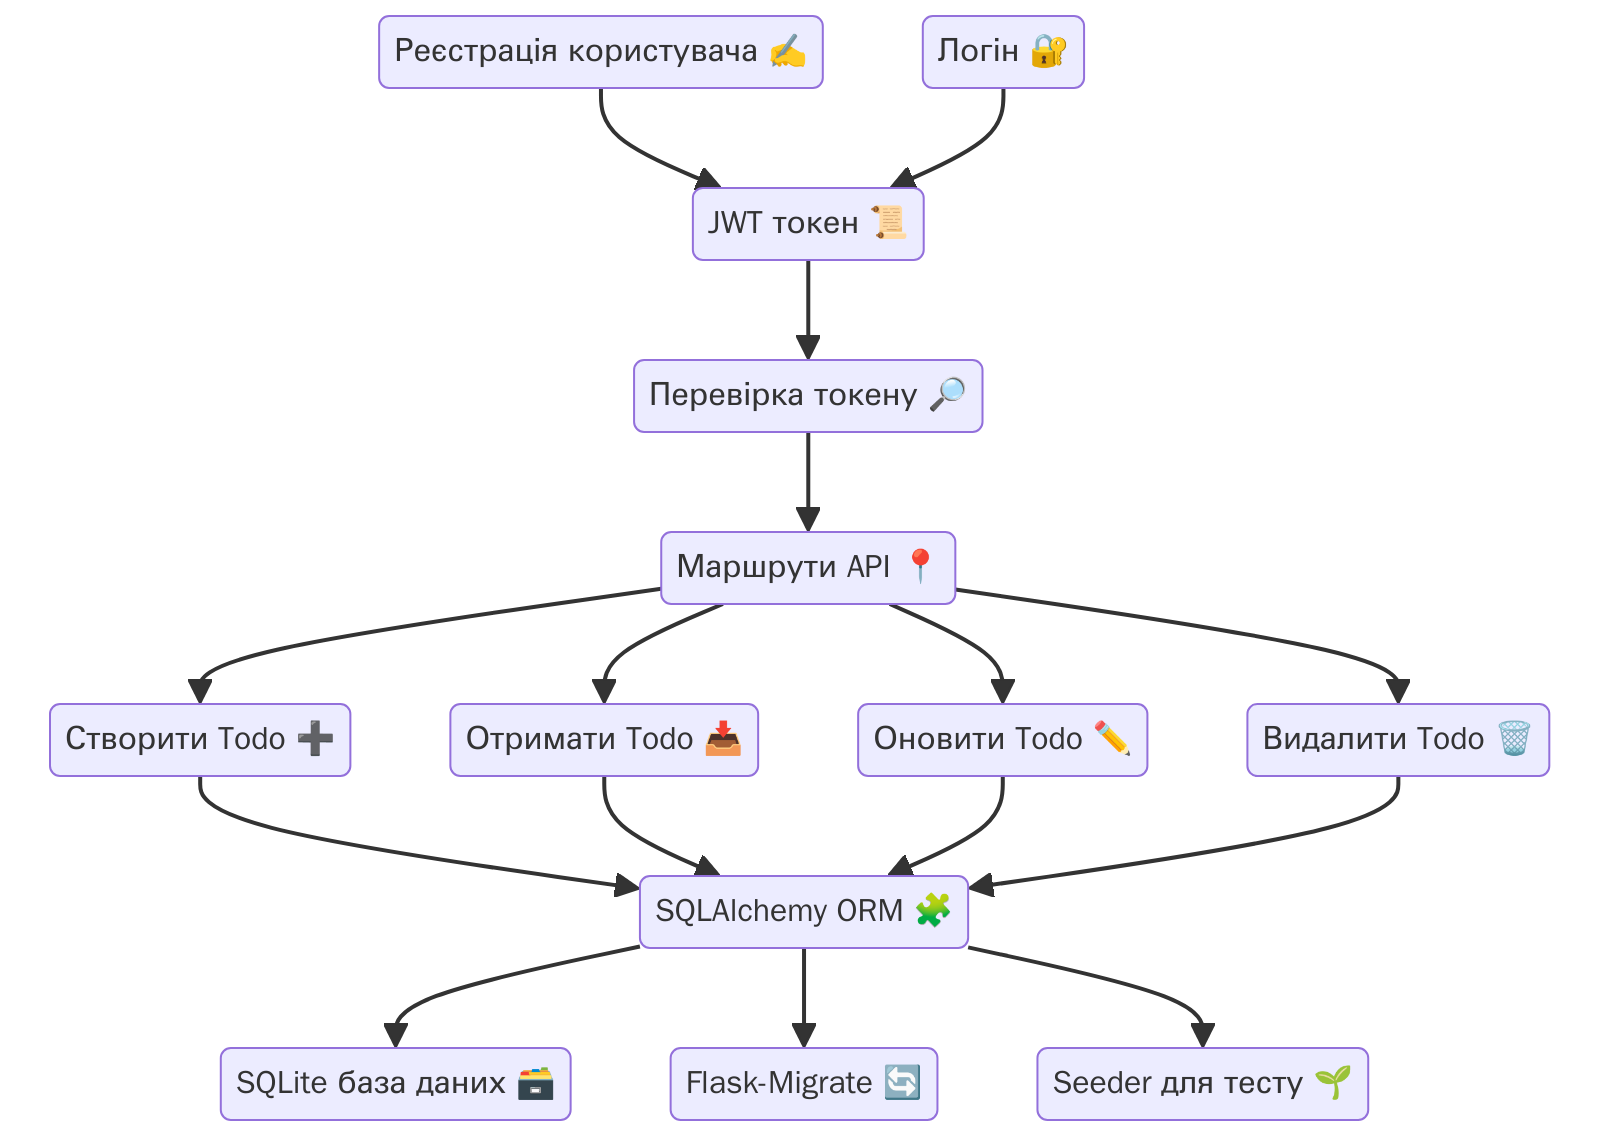 Реєстрація користувача ✍️
Логін 🔐
JWT токен 📜
Перевірка токену 🔎
Маршрути API 📍
Створити Todo ➕
Отримати Todo 📥
Оновити Todo ✏️
Видалити Todo 🗑️
SQLAlchemy ORM 🧩
SQLite база даних 🗃️
Flask-Migrate 🔄
Seeder для тесту 🌱